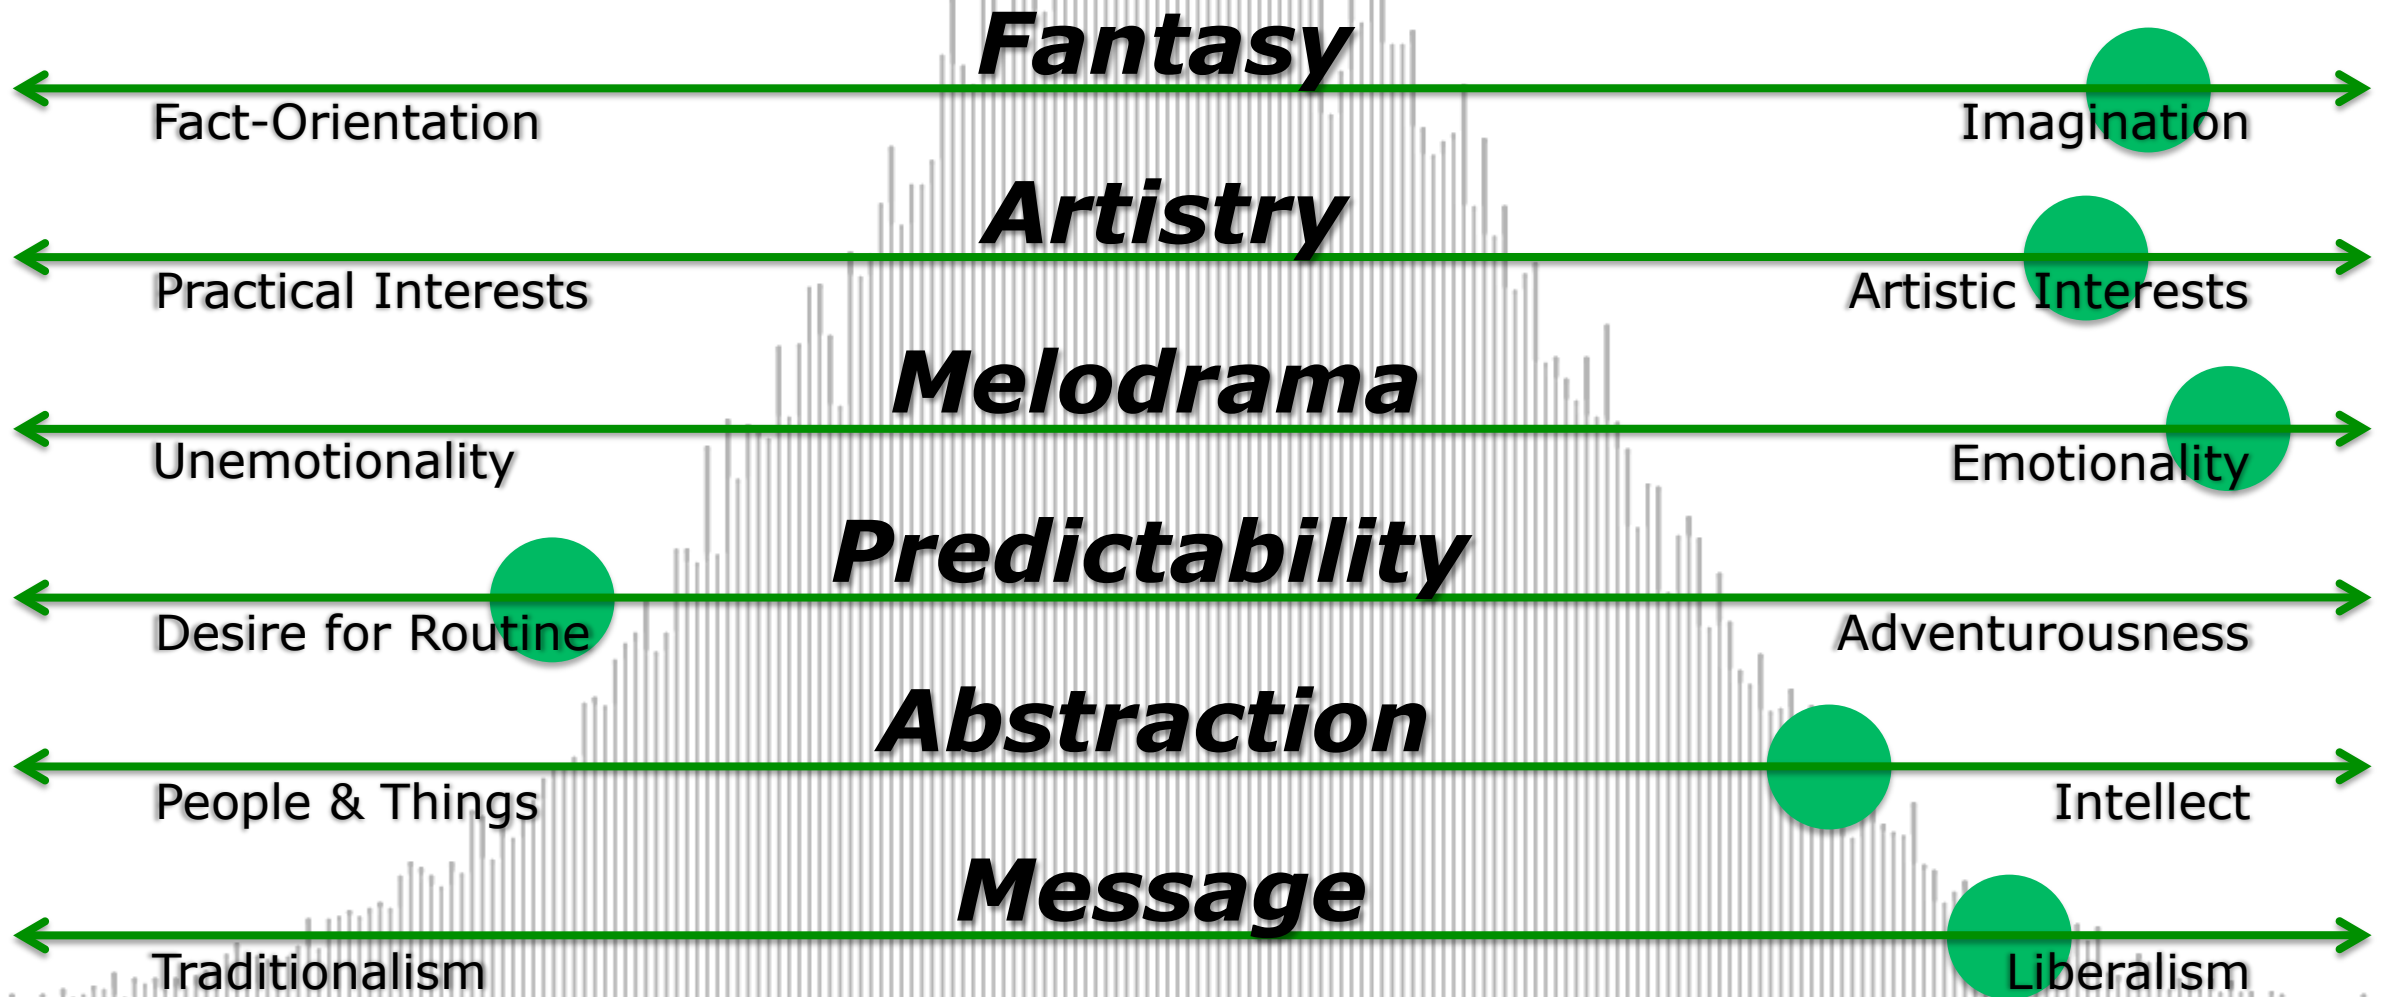 Fantasy
Fact-Orientation Imagination
Artistry
Practical Interests Artistic Interests
Melodrama
Unemotionality Emotionality
Predictability
Desire for Routine Adventurousness
Abstraction
People & Things Intellect
Message
Traditionalism Liberalism